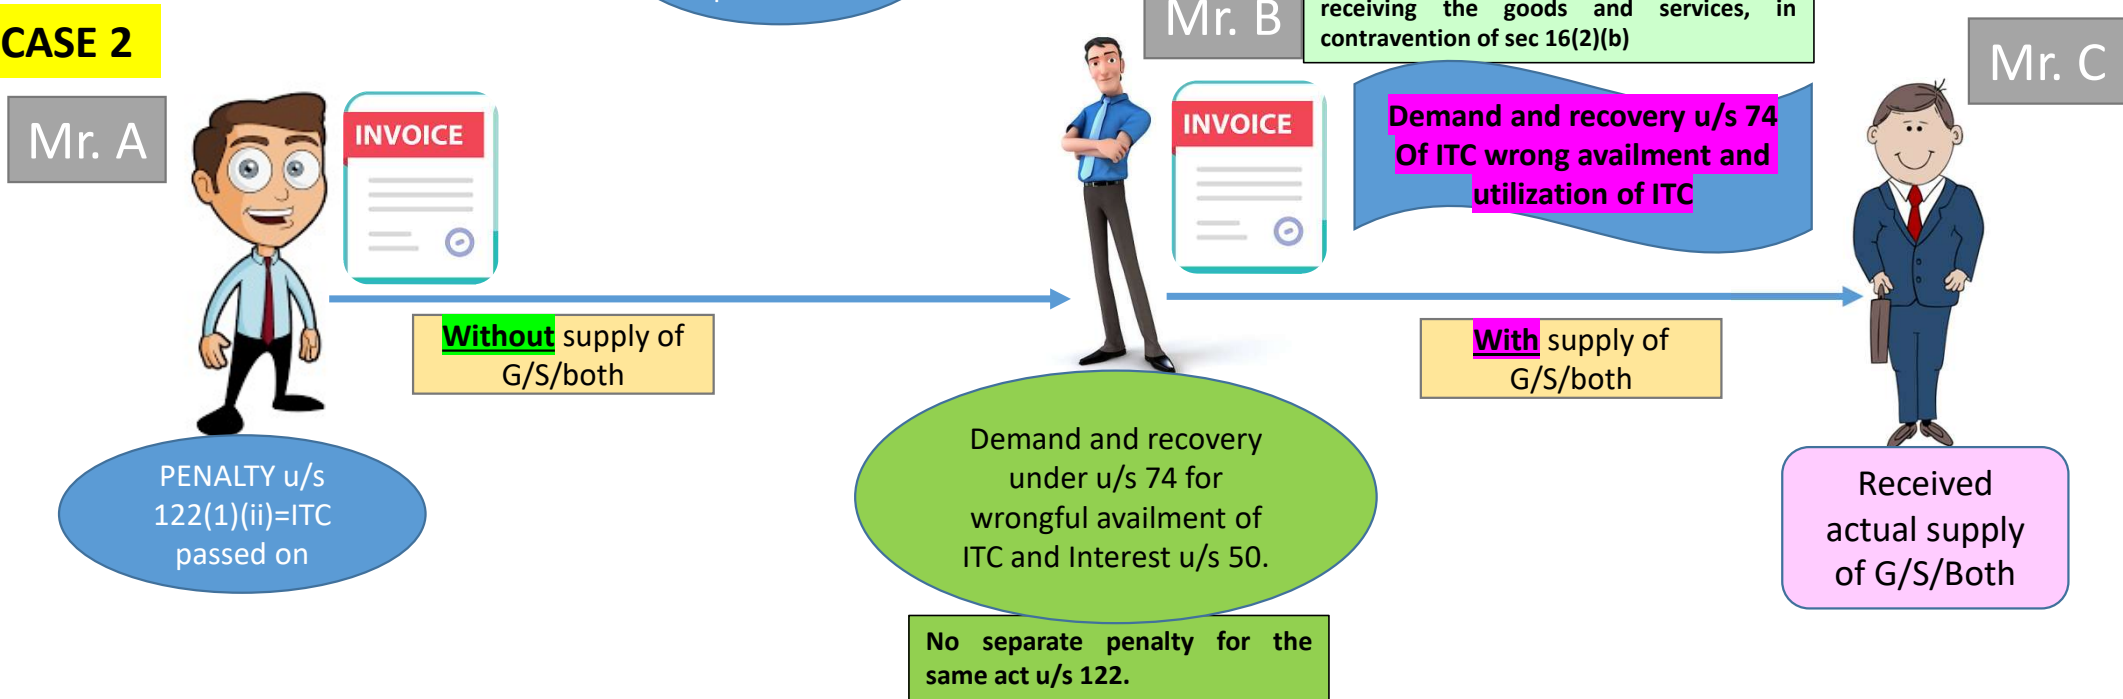 CASE 2
Mr. A
INVOICE
Without supply of
G/S/both
PENALTY u/s
122(1)(ii)=ITC
passed on
Mr. B
receiving the goods and services, in
contravention of sec 16(2)(b)
INVOICE
Demand and recovery u/s 74
Of ITC wrong availment and
utilization of ITC
With supply of
G/S/both
Demand and recovery
under u/s 74 for
wrongful availment of
ITC and Interest u/s 50.
No separate penalty for the
same act u/s 122.
Mr. C
Received
actual supply
of G/S/Both